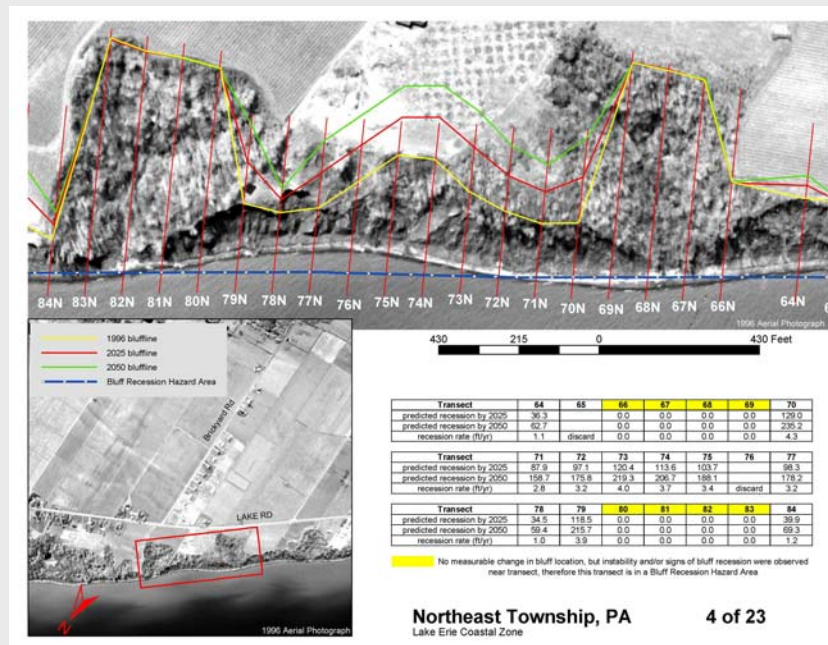 84N 83N 82N 81N 80N 79N 78N 77N 76N 75N 74N 73N 72N 71N 70N 69N 68N 67N 66N 64N
1996 Aerial Photograph
1996 bluffline
2025 bluffline
2050 bluffline
Bluff Recession Hazard Area
Brickyard Rd
LAKE RD
N
1996 Aerial Photograph
430 215 0 430 Feet
Transect 64 65 66 67 68 69 70
predicted recession by 2025 36.3 0.0 0.0 0.0 0.0 129.0
predicted recession by 2050 62.7 0.0 0.0 0.0 0.0 235.2
recession rate (ft/yr) 1.1 discard 0.0 0.0 0.0 0.0 4.3
Transect 71 72 73 74 75 76 77
predicted recession by 2025 87.9 97.1 120.4 113.6 103.7 98.3
predicted recession by 2050 158.7 175.8 219.3 206.7 188.1 178.2
recession rate (ft/yr) 2.8 3.2 4.0 3.7 3.4 discard 3.2
Transect 78 79 80 81 82 83 84
predicted recession by 2025 34.5 118.5 0.0 0.0 0.0 0.0 39.9
predicted recession by 2050 59.4 215.7 0.0 0.0 0.0 0.0 69.3
recession rate (ft/yr) 1.0 3.9 0.0 0.0 0.0 0.0 1.2
No measurable change in bluff location, but instability and/or signs of bluff recession were observed
near transect, therefore this transect is in a Bluff Recession Hazard Area
Northeast Township, PA 4 of 23
Lake Erie Coastal Zone